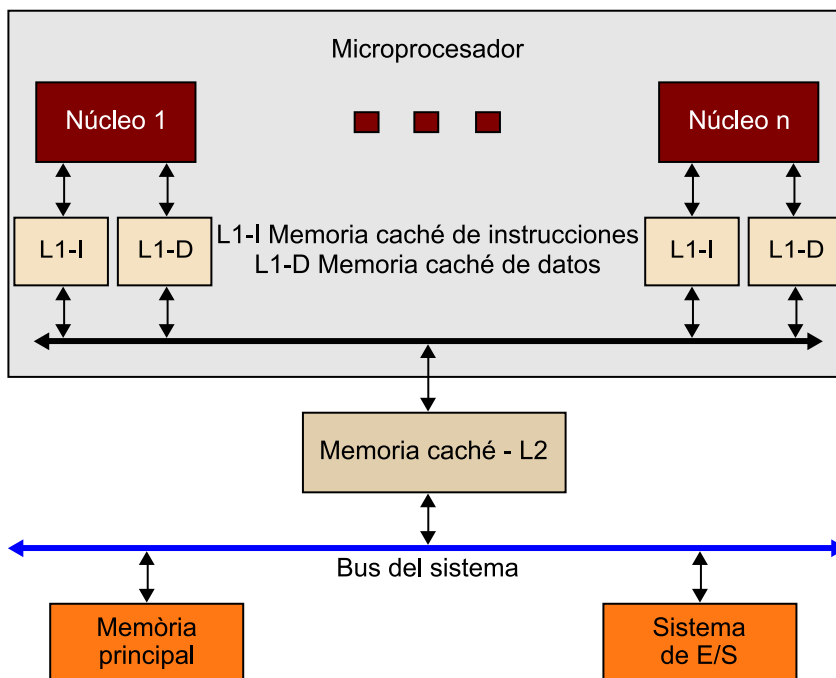 Microprocesador
Núcleo 1
Núcleo n
L1-I
L1-D
L1-I Memoria caché de instrucciones
L1-D Memoria caché de datos
L1-I
L1-D
Memoria caché - L2
Bus del sistema
Memòria
principal
Sistema
de E/S